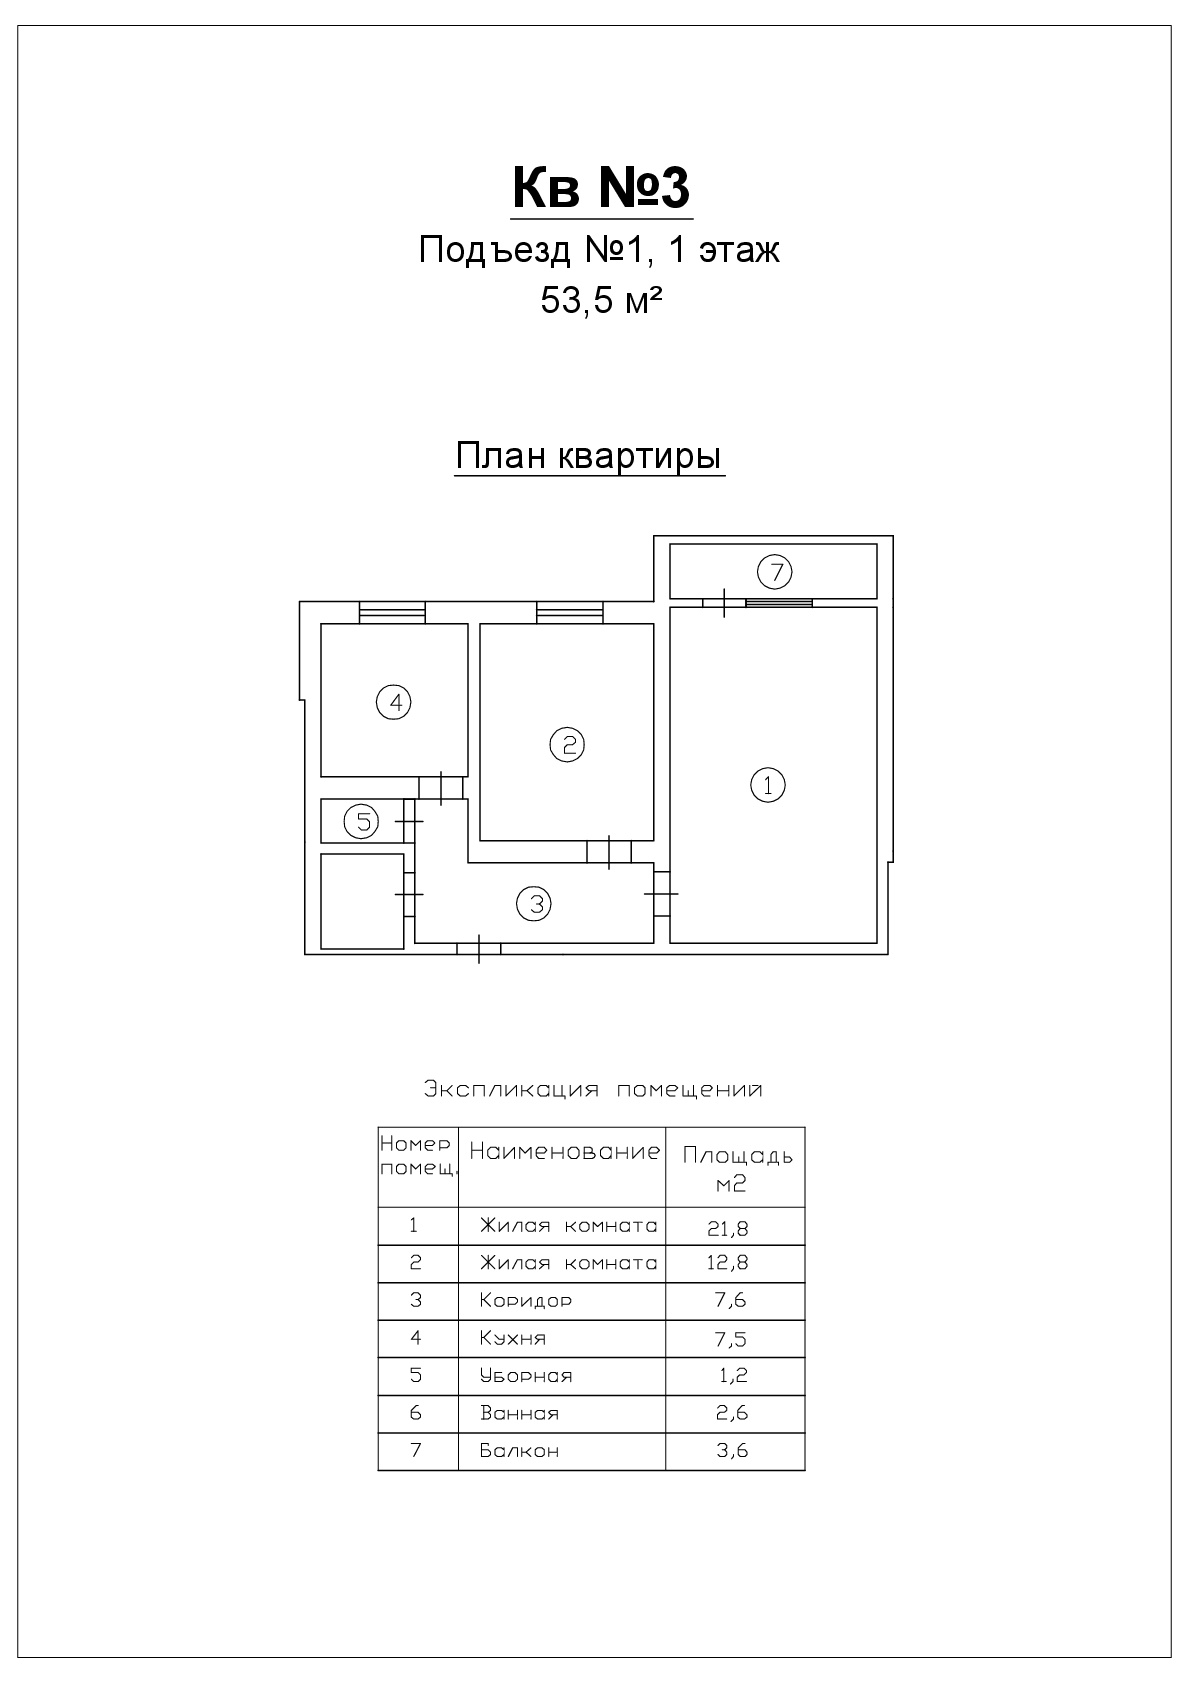 Кв №3
Подъезд №1, 1 этаж
53,5 м²
План квартиры
7
4
2
1
5
3
Экспликация помещений
Номер помещ. Наименование Площадь м2
1 Жилая комната 21,8
2 Жилая комната 12,8
3 Коридор 7,6
4 Кухня 7,5
5 Уборная 1,2
6 Ванная 2,6
7 Балкон 3,6